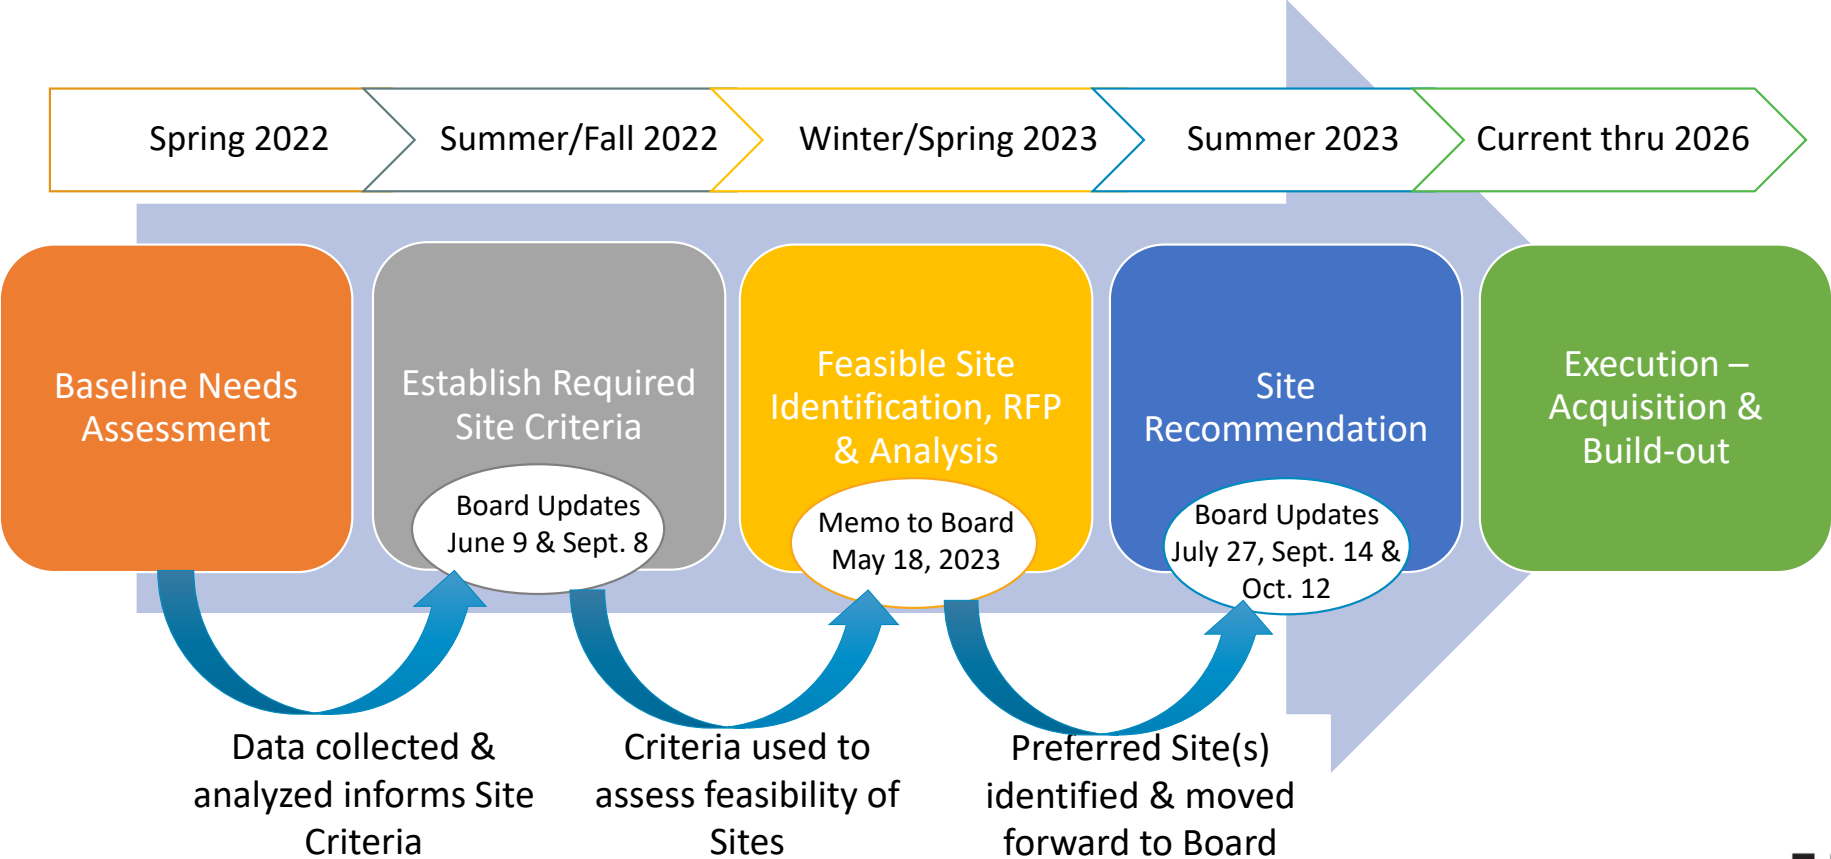 Spring 2022
Summer/Fall 2022
Winter/Spring 2023
Summer 2023
Current thru 2026
Baseline Needs
Assessment
Establish Required
Site Criteria
Board Updates
June 9 & Sept. 8
Feasible Site
Identification, RFP
& Analysis
Memo to Board
May 18, 2023
Site
Recommendation
Board Updates
July 27, Sept. 14 &
Oct. 12
Execution –
Acquisition &
Build-out
Data collected &
analyzed informs Site
Criteria
Criteria used to
assess feasibility of
Sites
Preferred Site(s)
identified & moved
forward to Board